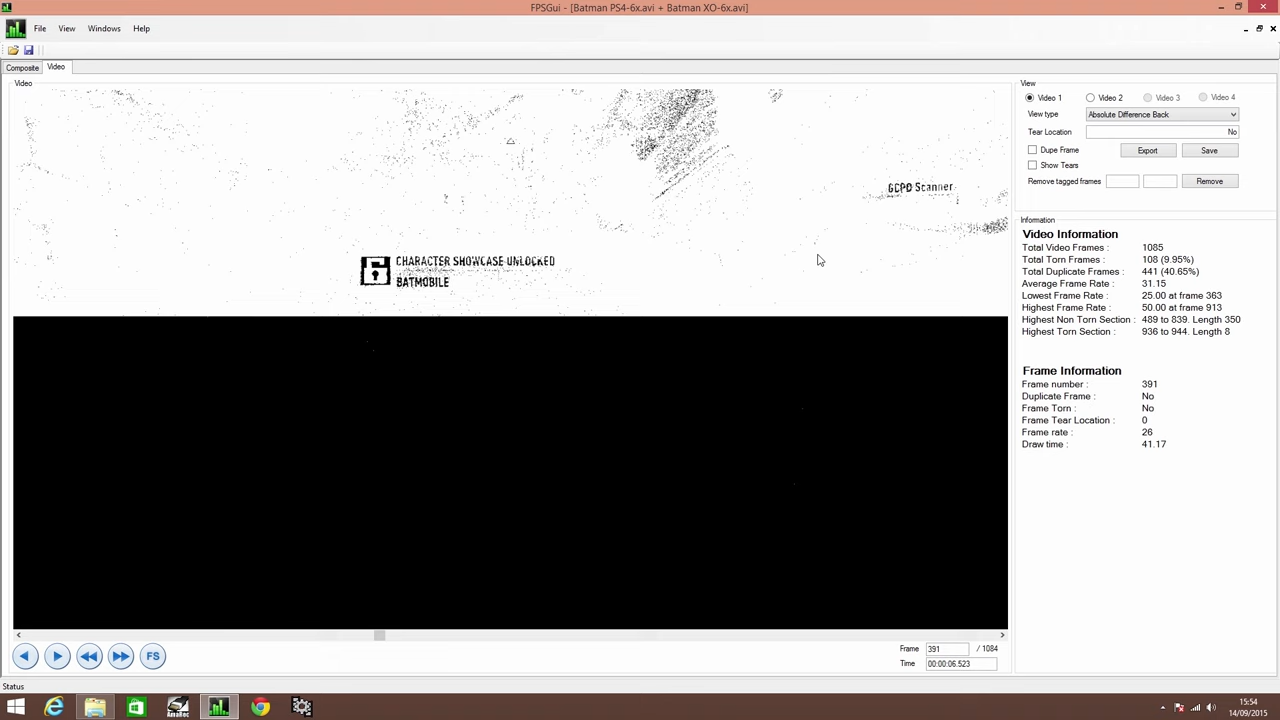 FPSGui - [Batman PS4-6x.avi + Batman XO-6x.avi]
File View Windows Help
Composite Video
Video
GCPD Scanner
CHARACTER SHOWCASE UNLOCKED
BATMOBILE
Frame 391 / 1084
Time 00:00:06.523
FS
View
Video 1 Video 2 Video 3 Video 4
View type Absolute Difference Back
Tear Location No
Dupe Frame Export Save
Show Tears
Remove tagged frames Remove
Information
Video Information
Total Video Frames : 1085
Total Torn Frames : 108 (9.95%)
Total Duplicate Frames : 441 (40.65%)
Average Frame Rate : 31.15
Lowest Frame Rate : 25.00 at frame 363
Highest Frame Rate : 50.00 at frame 913
Highest Non Torn Section : 489 to 839. Length 350
Highest Torn Section : 936 to 944. Length 8
Frame Information
Frame number : 391
Duplicate Frame : No
Frame Torn : No
Frame Tear Location : 0
Frame rate : 26
Draw time : 41.17
Status
AmaRec
15:54
14/09/2015